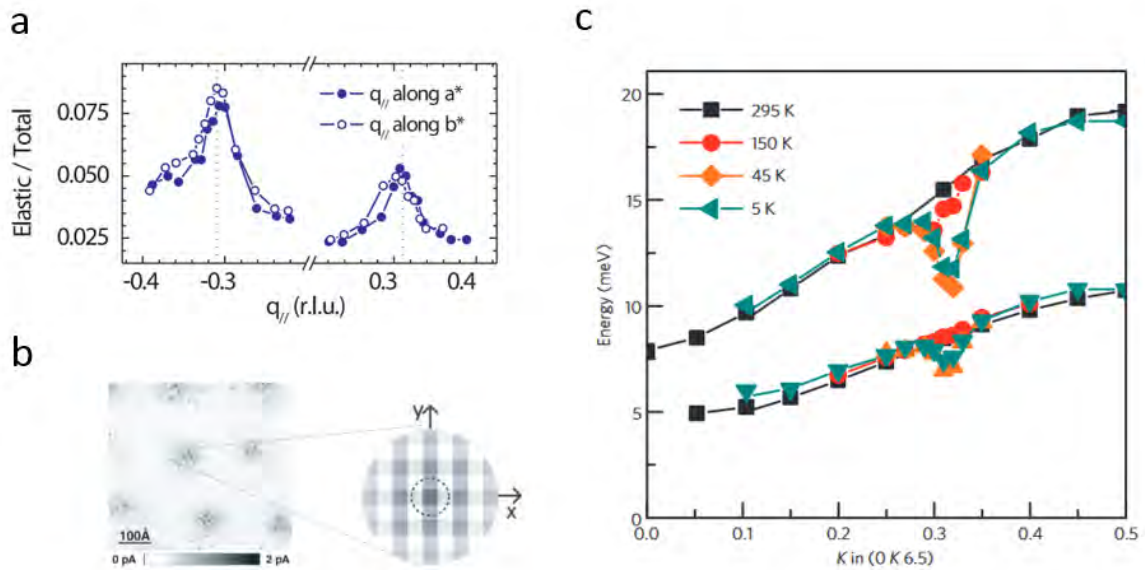 a
0.075
0.050
0.025
Elastic / Total
q// along a*
q// along b*
-0.4
-0.3
0.3
0.4
q// (r.l.u.)
b
100Å
0 pA
2 pA
y
x
c
20
15
10
5
0
Energy (meV)
295 K
150 K
45 K
5 K
0.0
0.1
0.2
0.3
0.4
0.5
K in (0 K 6.5)